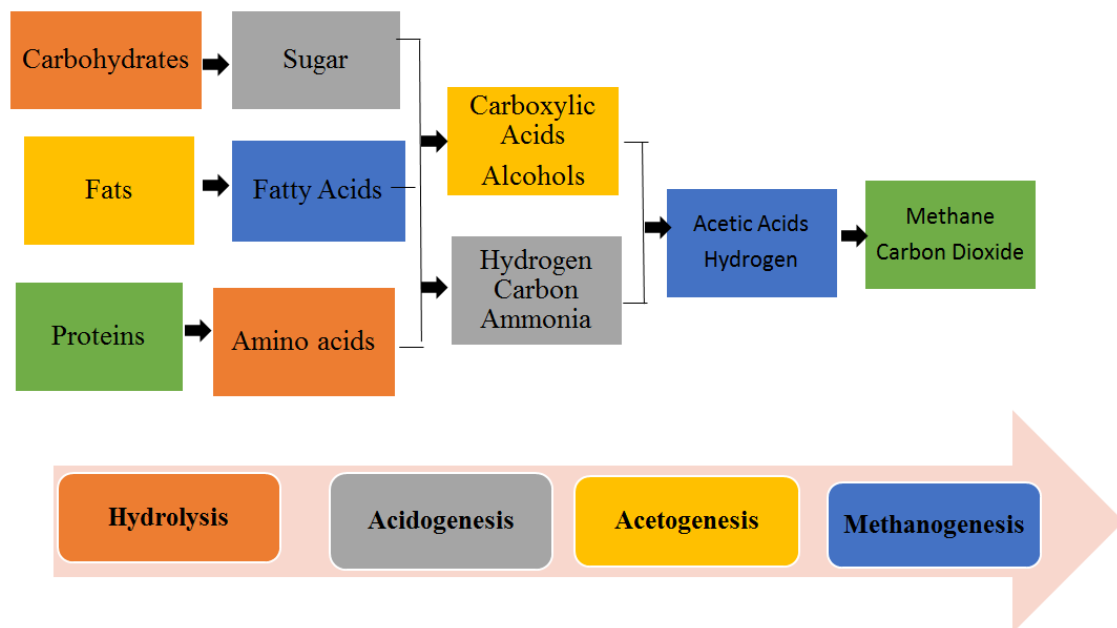 Carbohydrates
Sugar
Fats
Fatty Acids
Proteins
Amino acids
Carboxylic
Acids
Alcohols
Hydrogen
Carbon
Ammonia
Acetic Acids
Hydrogen
Methane
Carbon Dioxide
Hydrolysis
Acidogenesis
Acetogenesis
Methanogenesis